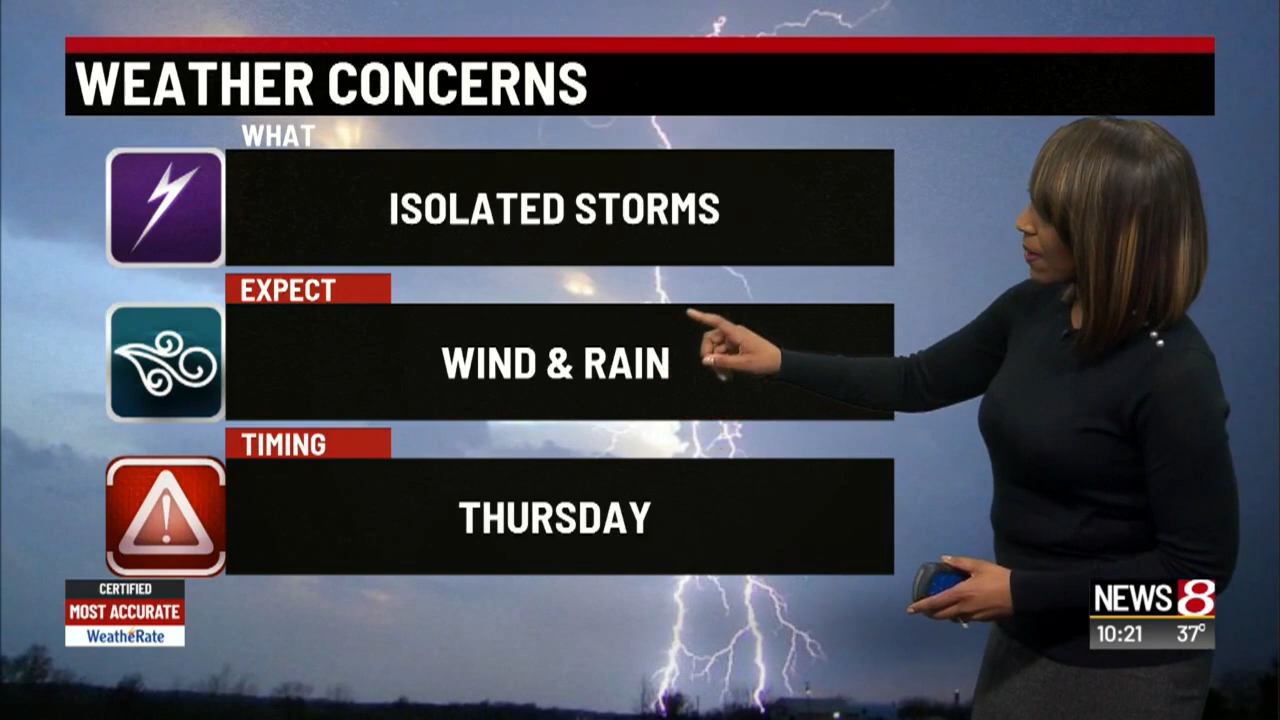 WEATHER CONCERNS
WHAT
ISOLATED STORMS
EXPECT
WIND & RAIN
TIMING
THURSDAY
CERTIFIED
MOST ACCURATE
WeatheRate
NEWS 8
10:21 37°